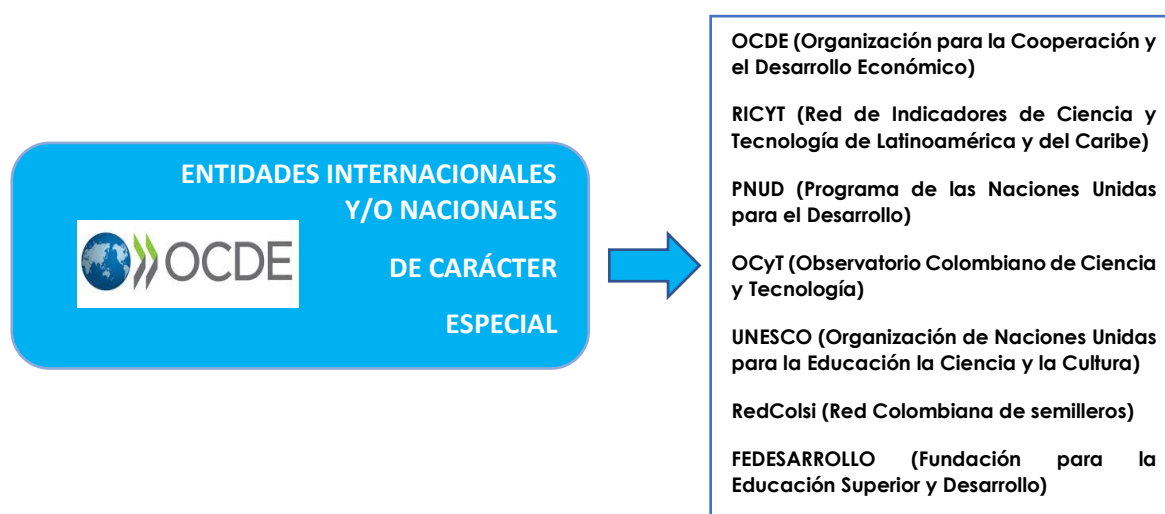 ENTIDADES INTERNACIONALES
Y/O NACIONALES
DE CARÁCTER
ESPECIAL
OCDE
OCDE (Organización para la Cooperación y
el Desarrollo Económico)
RICYT (Red de Indicadores de Ciencia y
Tecnología de Latinoamérica y del Caribe)
PNUD (Programa de las Naciones Unidas
para el Desarrollo)
OCyT (Observatorio Colombiano de Ciencia
y Tecnología)
UNESCO (Organización de Naciones Unidas
para la Educación la Ciencia y la Cultura)
RedColsi (Red Colombiana de semilleros)
FEDESARROLLO (Fundación para la
Educación Superior y Desarrollo)